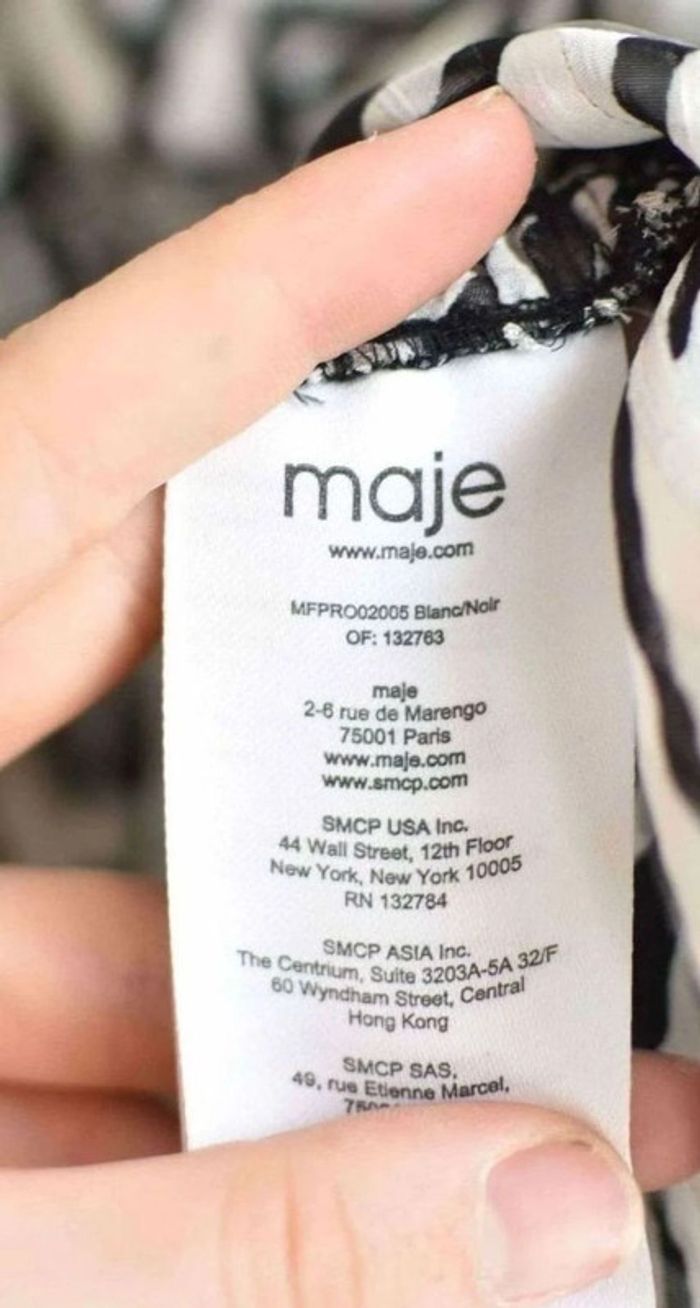 maje
www.maje.com
MFPRO02005 Blanc/Noir
OF: 132763
maje
2-6 rue de Marengo
75001 Paris
www.maje.com
www.smcp.com
SMCP USA Inc.
44 Wall Street, 12th Floor
New York, New York 10005
RN 132784
SMCP ASIA Inc.
The Centrium, Suite 3203A-5A 32/F
60 Wyndham Street, Central
Hong Kong
SMCP SAS.
49, rue Etienne Marcel,